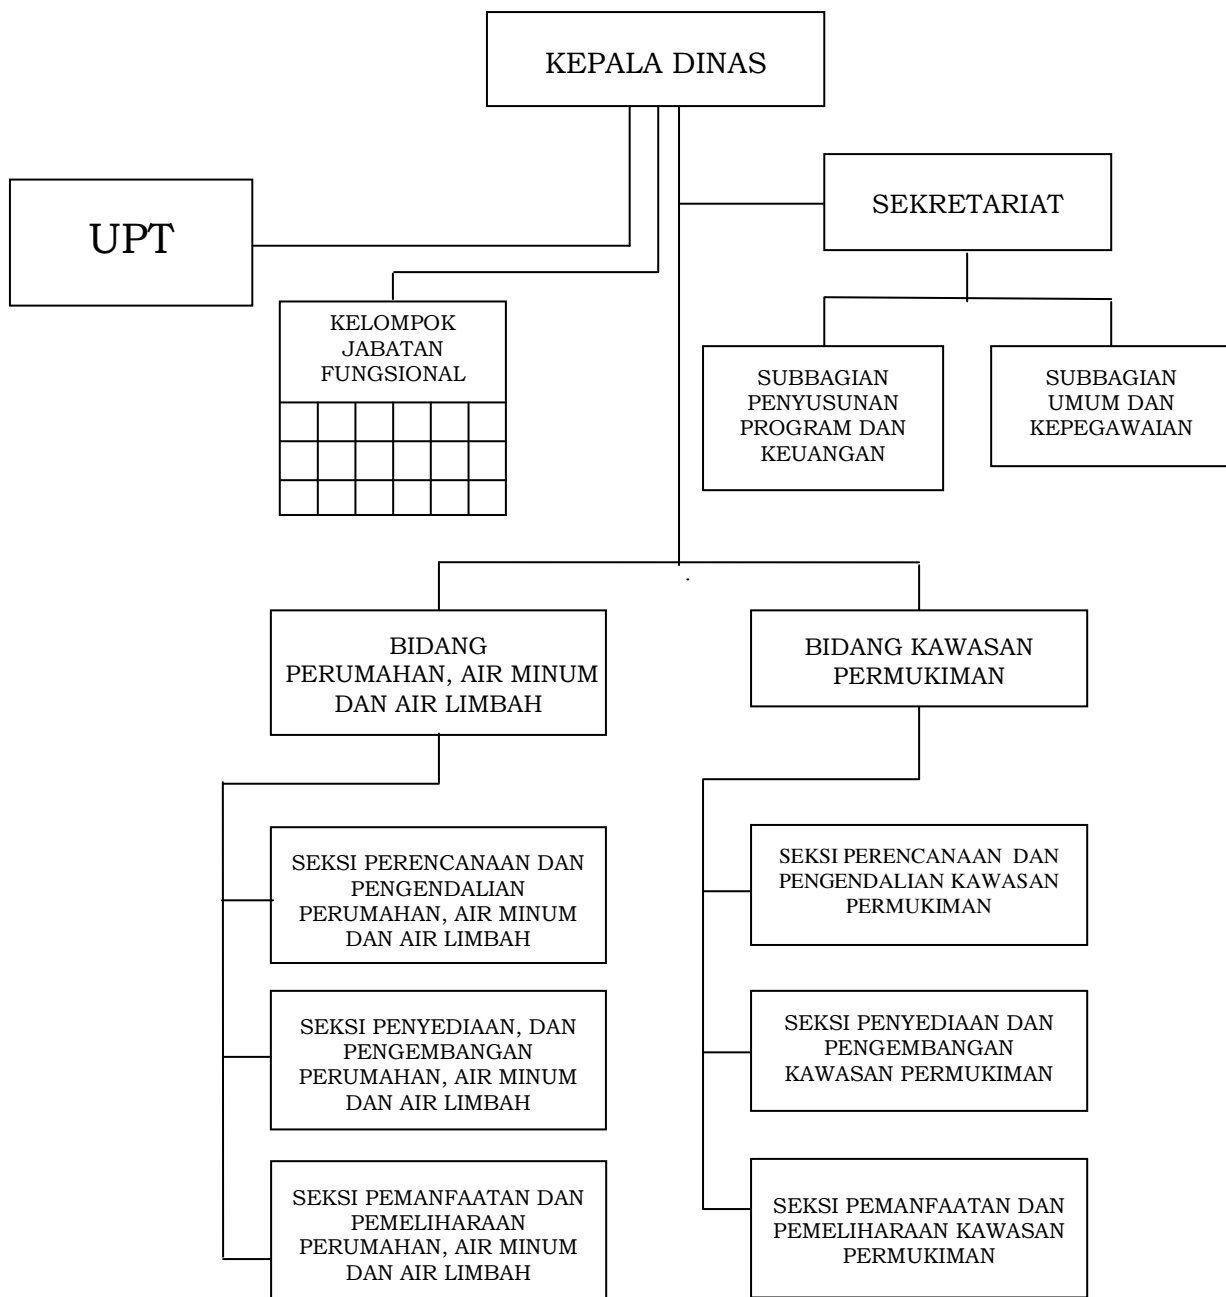 KEPALA DINAS
SEKRETARIAT
UPT
KELOMPOK
JABATAN
FUNGSIONAL
SUBBAGIAN
PENYUSUNAN
PROGRAM DAN
KEUANGAN
SUBBAGIAN
UMUM DAN
KEPEGAWAIAN
BIDANG
PERUMAHAN, AIR MINUM
DAN AIR LIMBAH
BIDANG KAWASAN
PERMUKIMAN
SEKSI PERENCANAAN DAN
PENGENDALIAN
PERUMAHAN, AIR MINUM
DAN AIR LIMBAH
SEKSI PENYEDIAAN, DAN
PENGEMBANGAN
PERUMAHAN, AIR MINUM
DAN AIR LIMBAH
SEKSI PEMANFAATAN DAN
PEMELIHARAAN
PERUMAHAN, AIR MINUM
DAN AIR LIMBAH
SEKSI PERENCANAAN DAN
PENGENDALIAN KAWASAN
PERMUKIMAN
SEKSI PENYEDIAAN DAN
PENGEMBANGAN
KAWASAN PERMUKIMAN
SEKSI PEMANFAATAN DAN
PEMELIHARAAN KAWASAN
PERMUKIMAN